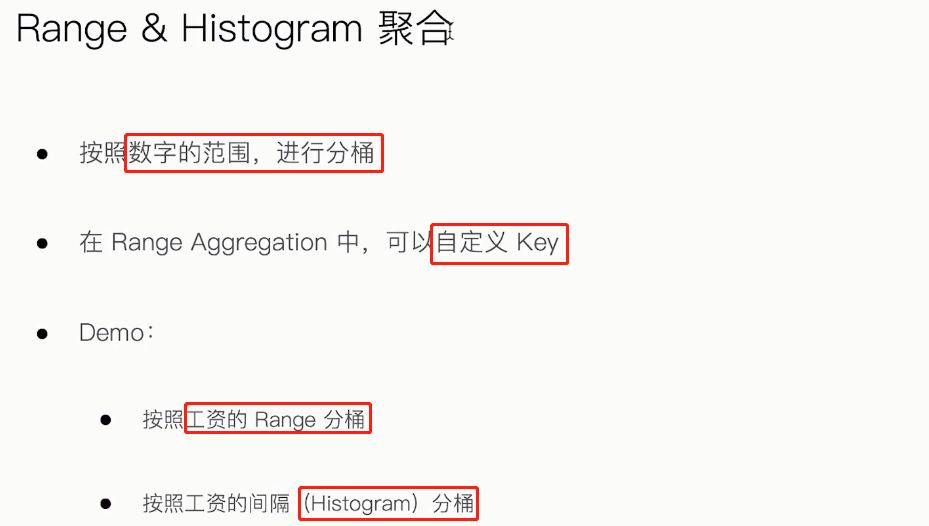 Range & Histogram 聚合
按照数字的范围，进行分桶
在 Range Aggregation 中，可以自定义 Key
Demo：
按照工资的 Range 分桶
按照工资的间隔（Histogram）分桶